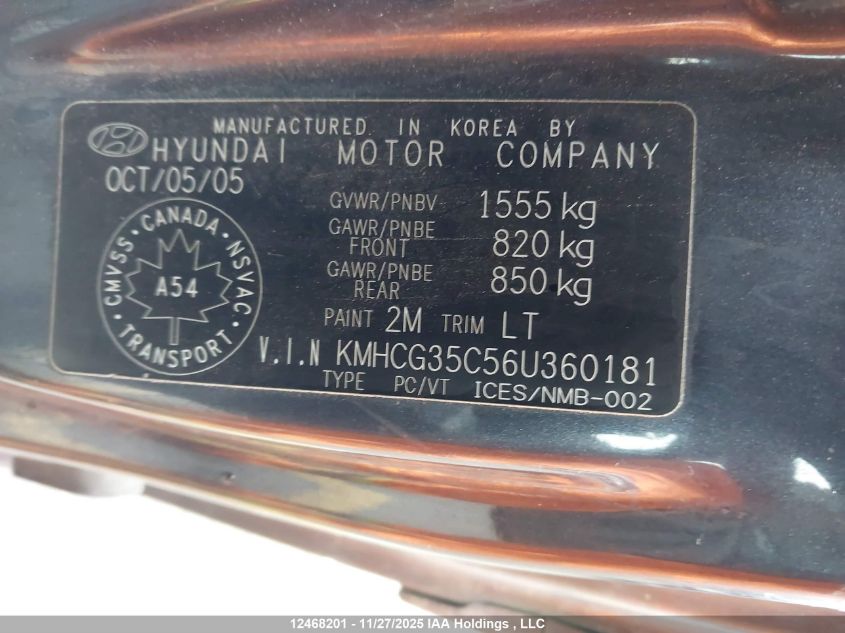 MANUFACTURED IN KOREA BY
HYUNDAI MOTOR COMPANY
OCT/05/05
GVWR/PNBV 1555 kg
GAWR/PNBE FRONT 820 kg
GAWR/PNBE REAR 850 kg
CANADA · NSVAC · TRANSPORT · CMVSS ·
A54
PAINT 2M TRIM LT
V.I.N KMHCG35C56U360181
TYPE PC/VT ICES/NMB-002
12468201 - 11/27/2025 IAA Holdings , LLC